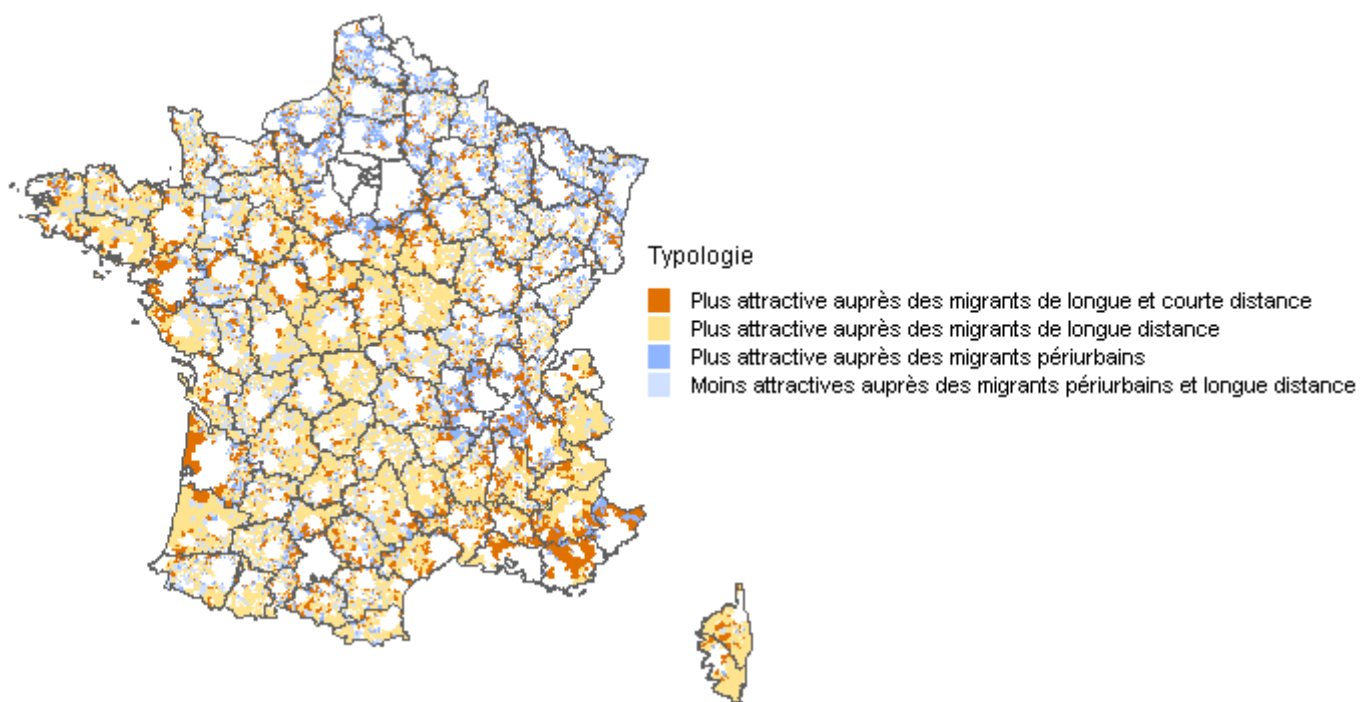 Typologie
Plus attractive auprès des migrants de longue et courte distance
Plus attractive auprès des migrants de longue distance
Plus attractive auprès des migrants périurbains
Moins attractives auprès des migrants périurbains et longue distance